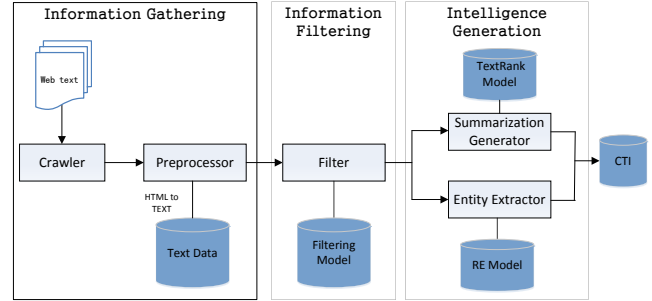 Information Gathering
Information
Filtering
Intelligence
Generation
Web text
TextRank
Model
Crawler
Preprocessor
Filter
Summarization
Generator
CTI
HTML to
TEXT
Entity Extractor
Text Data
Filtering
Model
RE Model